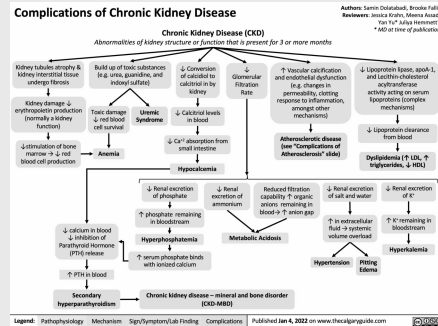 Complications of Chronic Kidney Disease
Authors: Samin Dolatabadi, Brooke Falli
Reviewers: Jessica Krahn, Meena Assad
Yan Yu* Juliya Hemmett*
* MD at time of publication
Chronic Kidney Disease (CKD)
Abnormalities of kidney structure or function that is present for 3 or more months
Kidney tubules atrophy &
kidney interstitial tissue
undergo fibrosis
Kidney damage ↓
erythropoietin production
(normally a kidney
function)
↓stimulation of bone
marrow → ↓ red
blood cell production
Build up of toxic substances
(e.g. urea, guanidine, and
indoxyl sulfate)
Toxic damage
↓ red blood
cell survival
Uremic
Syndrome
Anemia
↓ Conversion
of calcidiol to
calcitriol in by
kidney
↓ Calcitriol levels
in blood
↓ Ca+2 absorption from
small intestine
Hypocalcemia
↓
Glomerular
Filtration
Rate
↑ Vascular calcification
and endothelial dysfunction
(e.g. changes in
permeability, clotting
response to inflammation,
amongst other
mechanisms)
Atherosclerotic disease
(see “Complications of
Atherosclerosis” slide)
↓ Lipoprotein lipase, apoA-1,
and Lecithin-cholesterol
acyltransferase
activity acting on serum
lipoproteins (complex
mechanisms)
↓ Lipoprotein clearance
from blood
Dyslipidemia (↑ LDL, ↑
triglycerides, ↓ HDL)
↓ Renal excretion
of phosphate
↑ phosphate remaining
in bloodstream
Hyperphosphatemia
↑ serum phosphate binds
with ionized calcium
↓ Renal
excretion of
ammonium
Reduced filtration
capability ↑ organic
anions remaining in
blood→ ↑ anion gap
Metabolic Acidosis
↓ Renal excretion
of salt and water
↑ in extracellular
fluid → systemic
volume overload
Hypertension
Pitting
Edema
↓ Renal excretion
of K+
↑ K+ remaining in
bloodstream
Hyperkalemia
↓ calcium in blood
↓ inhibition of
Parathyroid Hormone
(PTH) release
↑ PTH in blood
Secondary
hyperparathyroidism
Chronic kidney disease – mineral and bone disorder
(CKD-MBD)
Legend: Pathophysiology Mechanism Sign/Symptom/Lab Finding Complications Published Jan 4, 2022 on www.thecalgaryguide.com